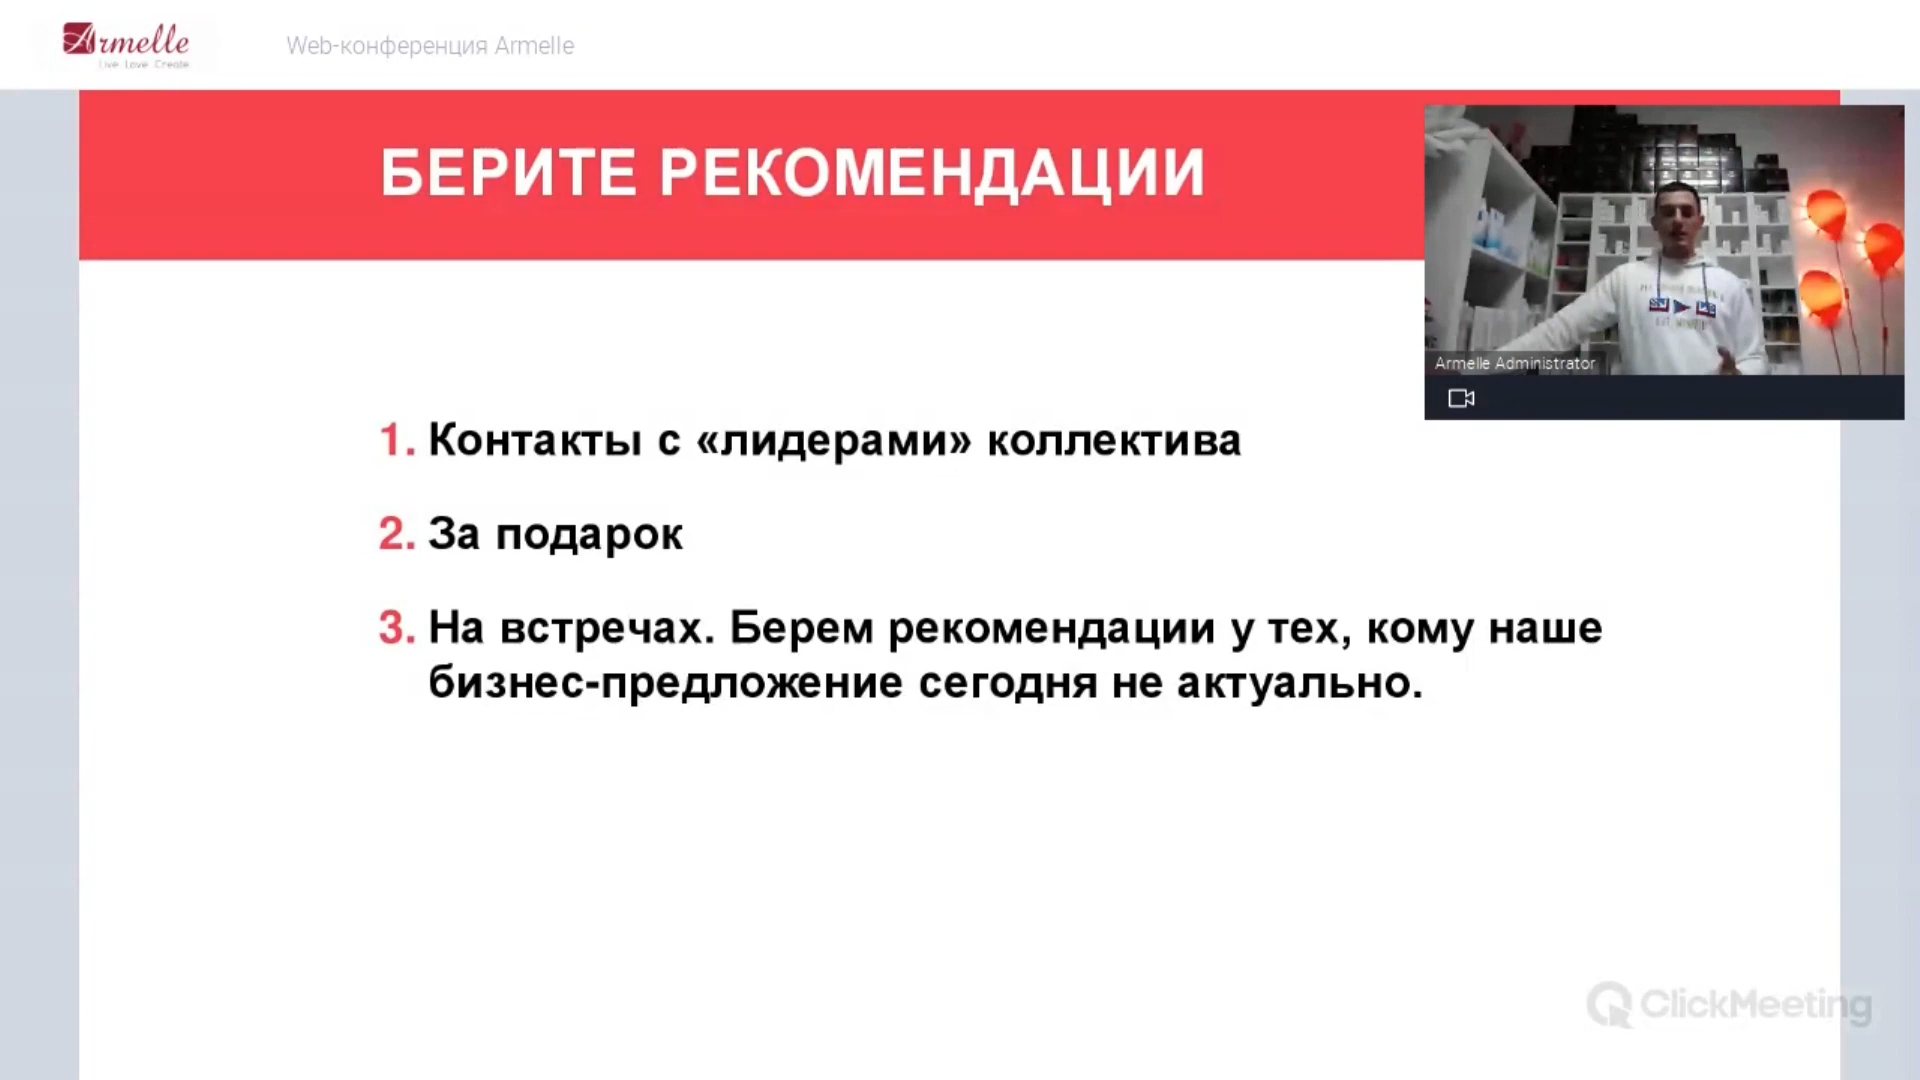 Armelle
Live Love Create
Web-конференция Armelle
БЕРИТЕ РЕКОМЕНДАЦИИ
Armelle Administrator
1. Контакты с «лидерами» коллектива
2. За подарок
3. На встречах. Берем рекомендации у тех, кому наше
бизнес-предложение сегодня не актуально.
ClickMeeting